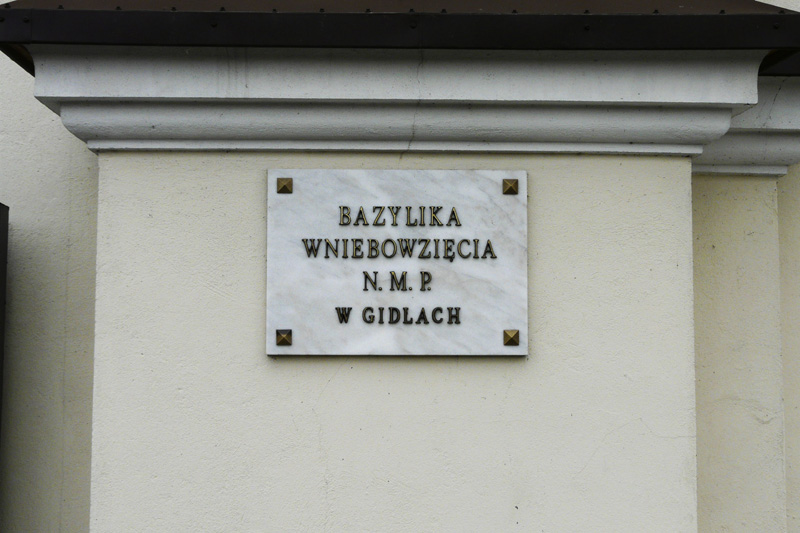 BAZYLIKA
WNIEBOWZIĘCIA
N. M. P.
W GIDLACH